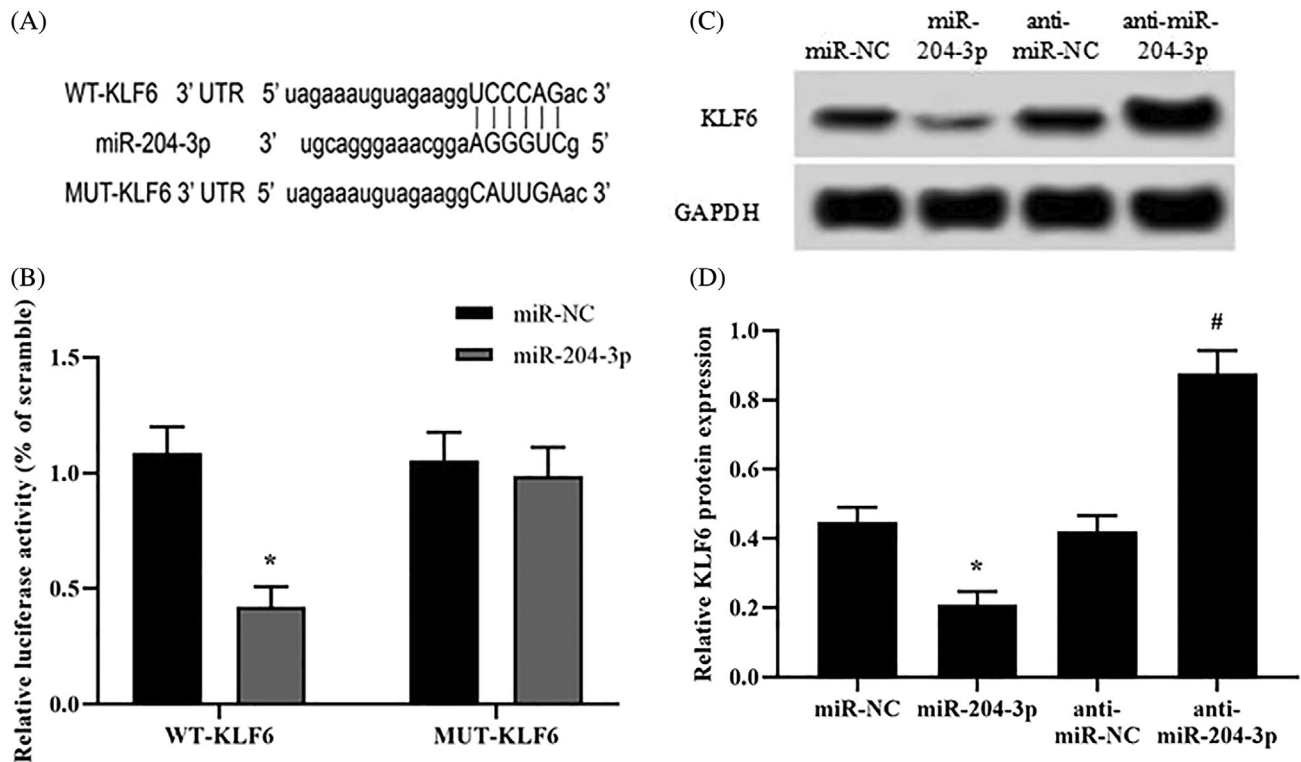 (A)
WT-KLF6 3' UTR 5' uagaaauguagaaggUCCCAGac 3'
miR-204-3p 3' ugcagggaaacggaaAGGGUCg 5'
MUT-KLF6 3' UTR 5' uagaaauguagaaggCAUUGAac 3'
(B)
Relative luciferase activity (% of scramble)
miR-NC
miR-204-3p
1.5
1.0
0.5
0.0
*
WT-KLF6
MUT-KLF6
(C)
miR-NC
miR-
204-3p
anti-
miR-NC
anti-miR-
204-3p
KLF6
GAPDH
(D)
Relative KLF6 protein expression
1.0
0.8
0.6
0.4
0.2
0.0
*
#
miR-NC
miR-204-3p
anti-
miR-NC
anti-
miR-204-3p